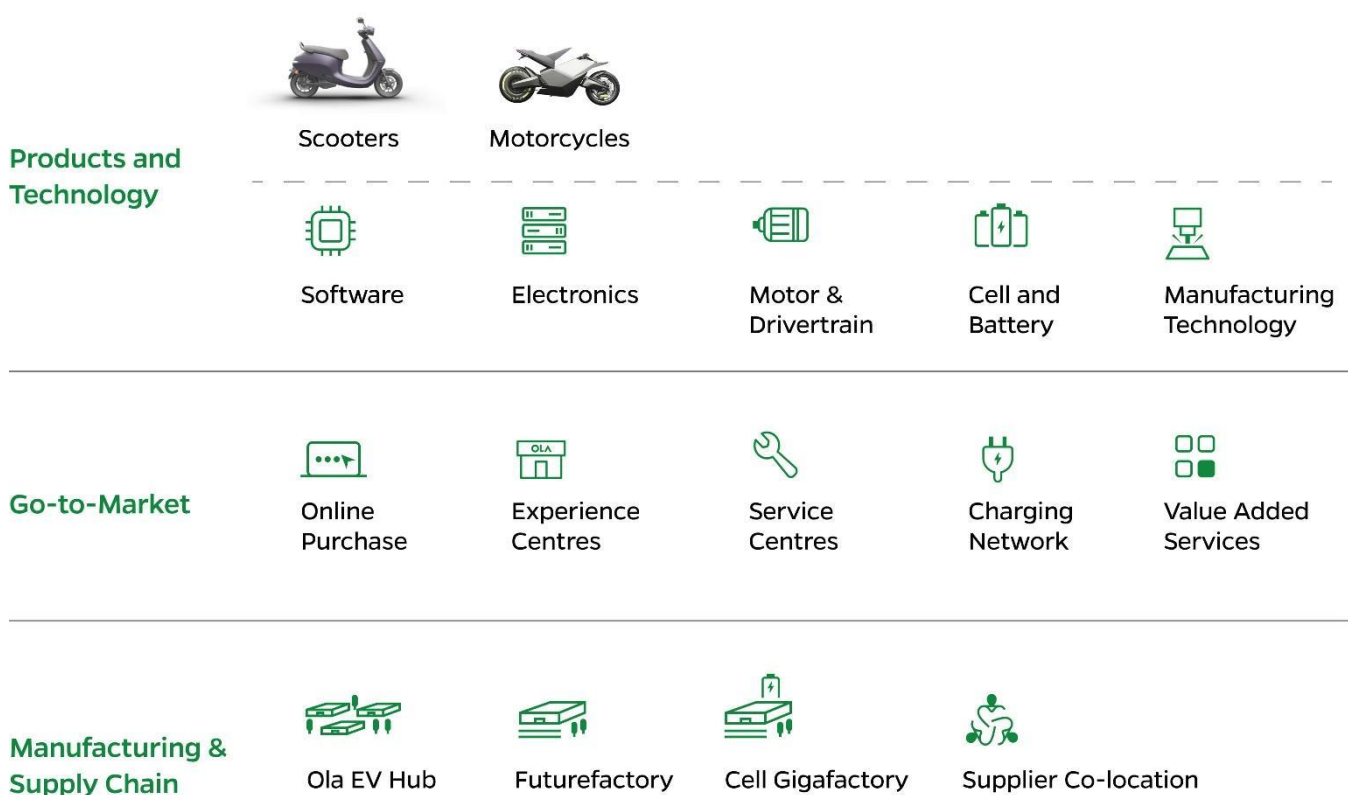 Scooters
Motorcycles
Products and
Technology
Software
Electronics
Motor &
Drivertrain
Cell and
Battery
Manufacturing
Technology
Go-to-Market
OLA
Online
Purchase
Experience
Centres
Service
Centres
Charging
Network
Value Added
Services
Manufacturing &
Supply Chain
Ola EV Hub
Futurefactory
Cell Gigafactory
Supplier Co-location